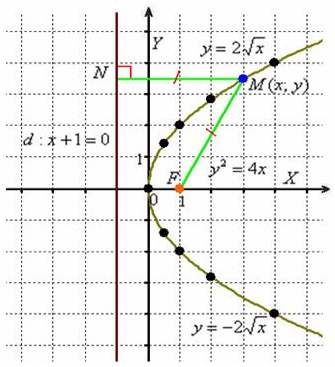 Y
y = 2√x
N
M(x, y)
d : x+1=0
1
y² = 4x
F
X
0
1
y = −2√x